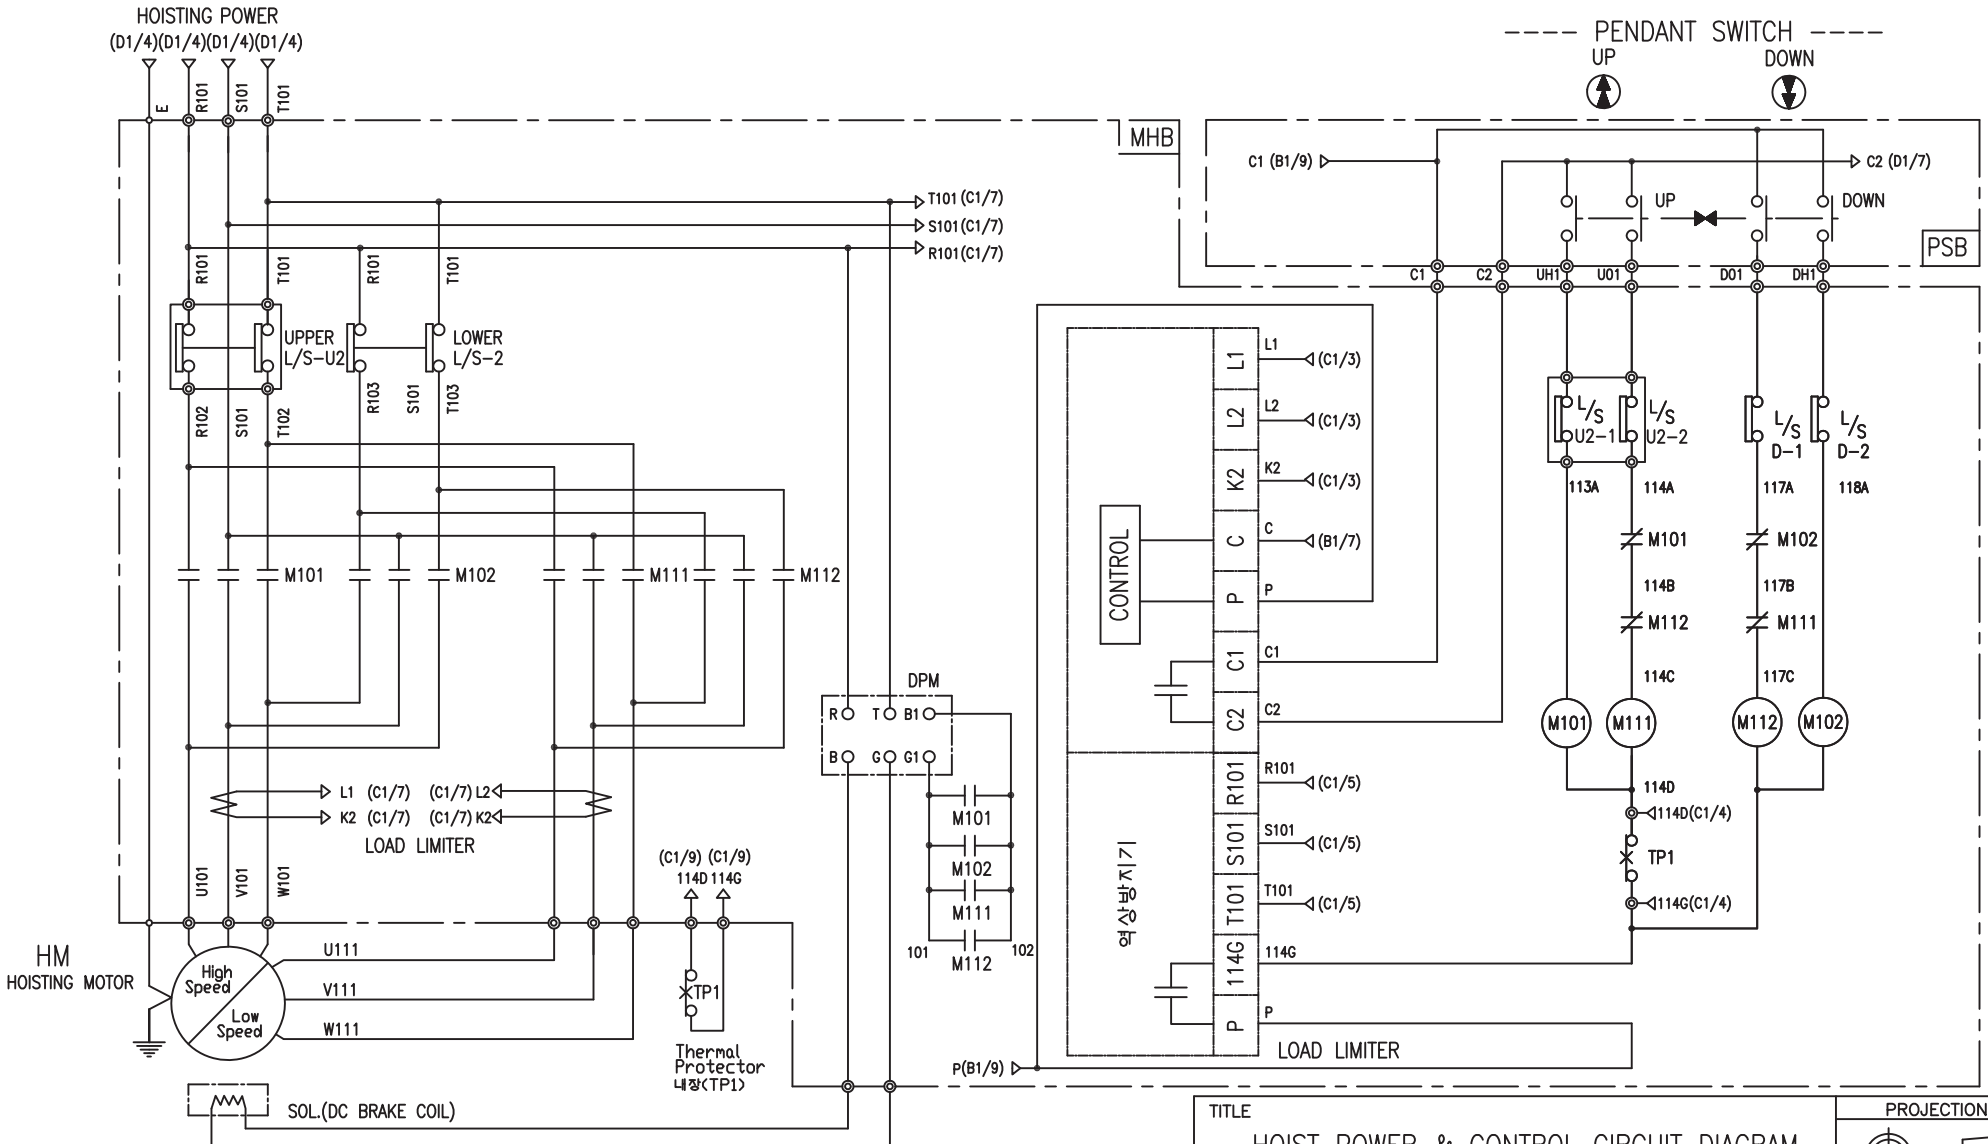 HOISTING POWER
(D1/4)(D1/4)(D1/4)(D1/4)
E
R101
S101
T101
MHB
T101 (C1/7)
S101(C1/7)
R101(C1/7)
R101
T101
R101
T101
UPPER
L/S-U2
LOWER
L/S-2
R102
S101
T102
R103
S101
T103
M101
M102
M111
M112
L1 (C1/7) (C1/7) L2
K2 (C1/7) (C1/7) K2
LOAD LIMITER
U101
V101
W101
HM
HOISTING MOTOR
High
Speed
Low
Speed
U111
V111
W111
(C1/9) (C1/9)
114D 114G
TP1
Thermal
Protector
내장(TP1)
SOL.(DC BRAKE COIL)
DPM
R T B1
B G G1
M101
M102
M111
M112
101
102
---- PENDANT SWITCH ----
UP
DOWN
C1 (B1/9)
C2 (D1/7)
UP
DOWN
PSB
C1 C2 UH1 U01 D01 DH1
CONTROL
L1 L1 (C1/3)
L2 L2 (C1/3)
K2 K2 (C1/3)
C C (B1/7)
P P
C1 C1
C2 C2
R101 R101 (C1/5)
S101 S101 (C1/5)
T101 T101 (C1/5)
114G 114G
P P
역상방지기
LOAD LIMITER
P(B1/9)
L/S
U2-1
L/S
U2-2
L/S
D-1
L/S
D-2
113A 114A 117A 118A
M101 M102
114B 117B
M112 M111
114C 117C
M101 M111 M112 M102
114D
114D(C1/4)
TP1
114G(C1/4)
TITLE
HOIST POWER & CONTROL CIRCUIT DIAGRAM
PROJECTION